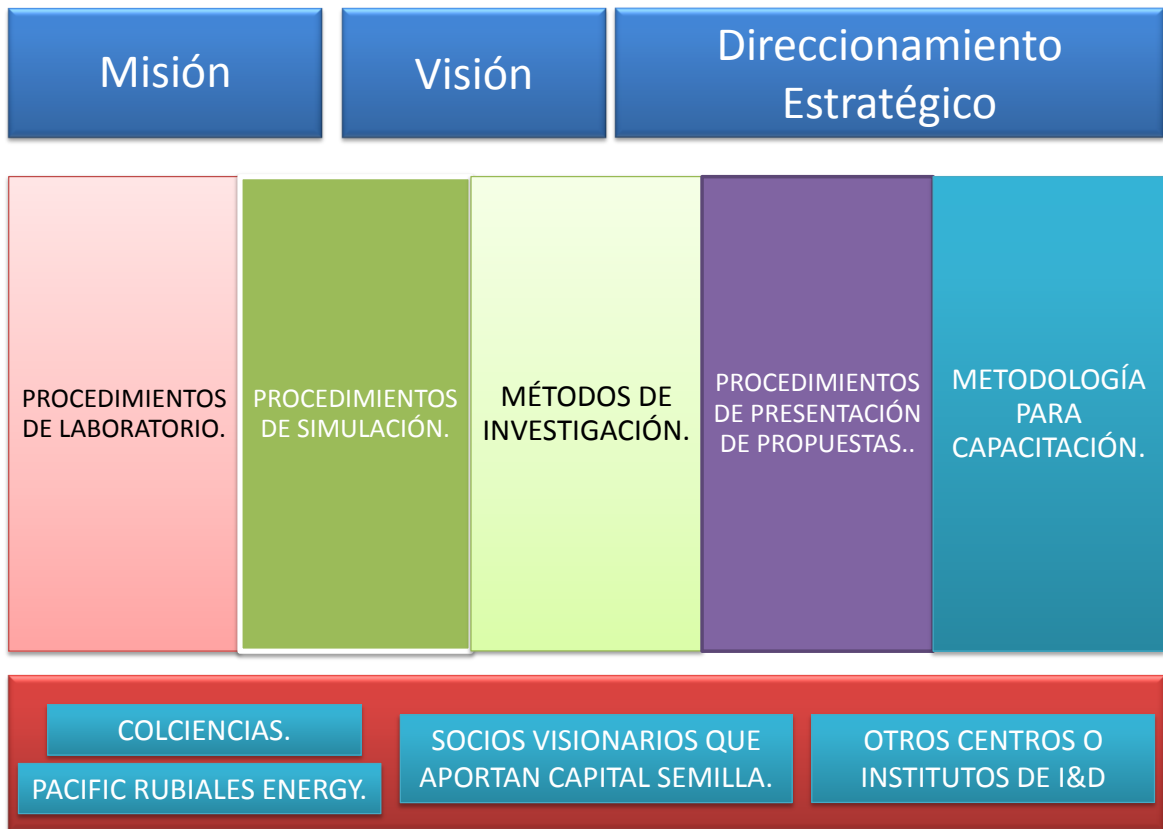 Misión
Visión
Direccionamiento
Estratégico
PROCEDIMIENTOS
DE LABORATORIO.
PROCEDIMIENTOS
DE SIMULACIÓN.
MÉTODOS DE
INVESTIGACIÓN.
PROCEDIMIENTOS
DE PRESENTACIÓN
DE PROPUESTAS..
METODOLOGÍA
PARA
CAPACITACIÓN.
COLCIENCIAS.
PACIFIC RUBIALES ENERGY.
SOCIOS VISIONARIOS QUE
APORTAN CAPITAL SEMILLA.
OTROS CENTROS O
INSTITUTOS DE I&D